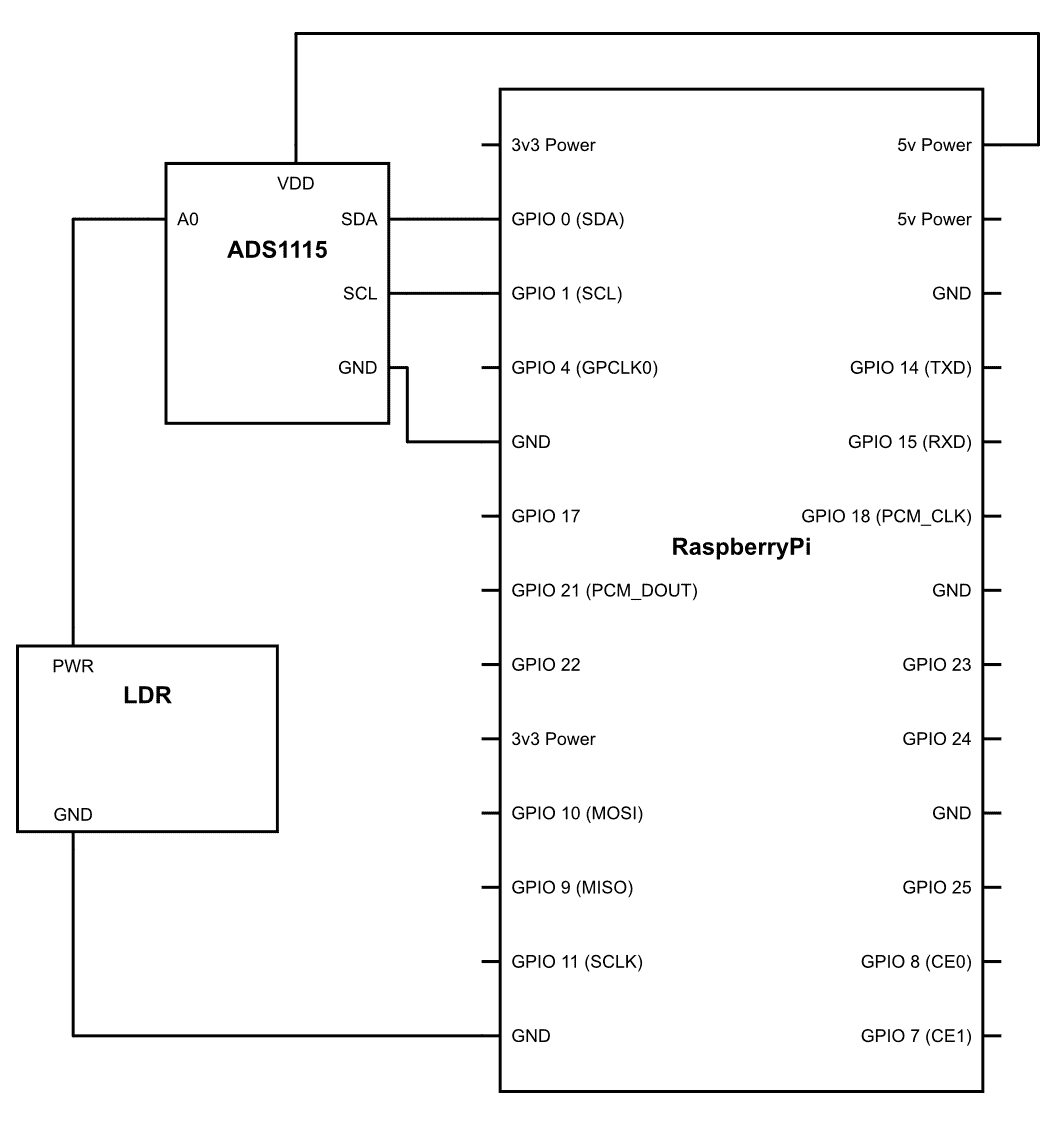 VDD
A0
SDA
ADS1115
SCL
GND
PWR
LDR
GND
3v3 Power
GPIO 0 (SDA)
GPIO 1 (SCL)
GPIO 4 (GPCLK0)
GND
GPIO 17
GPIO 21 (PCM_DOUT)
GPIO 22
3v3 Power
GPIO 10 (MOSI)
GPIO 9 (MISO)
GPIO 11 (SCLK)
GND
RaspberryPi
5v Power
5v Power
GND
GPIO 14 (TXD)
GPIO 15 (RXD)
GPIO 18 (PCM_CLK)
GND
GPIO 23
GPIO 24
GND
GPIO 25
GPIO 8 (CE0)
GPIO 7 (CE1)